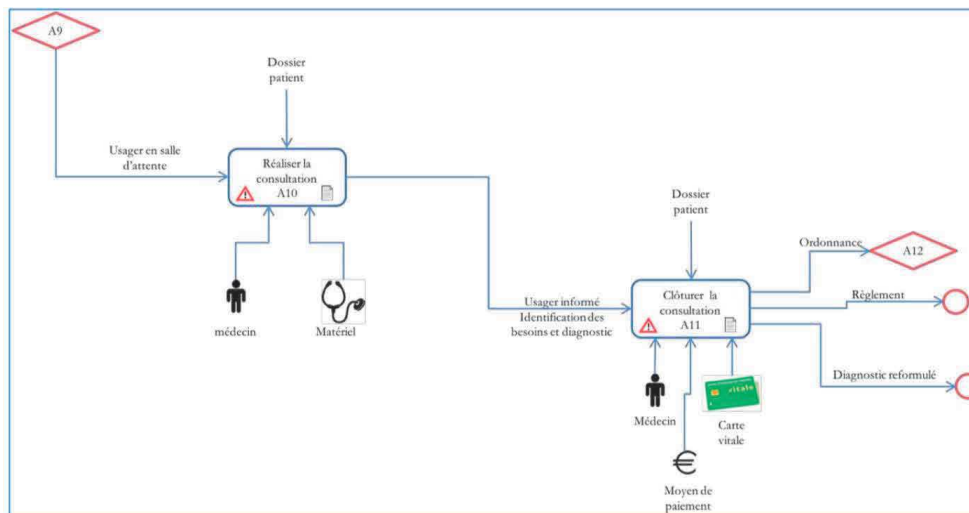 A9
Dossier
patient
Usager en salle
d'attente
Réaliser la
consultation
A10
médecin
Matériel
Dossier
patient
Usager informé
Identification des
besoins et diagnostic
Clôturer la
consultation
A11
Ordonnance
A12
Règlement
Diagnostic reformulé
Médecin
vitale
Carte
vitale
Moyen de
paiement